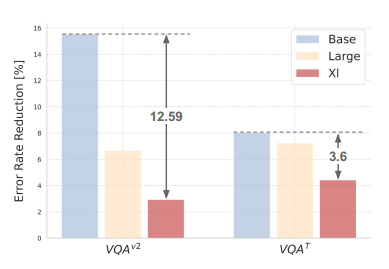 Error Rate Reduction [%]
16
14
12
10
8
6
4
2
0
Base
Large
Xl
12.59
3.6
VQA^{v2}
VQA^{T}